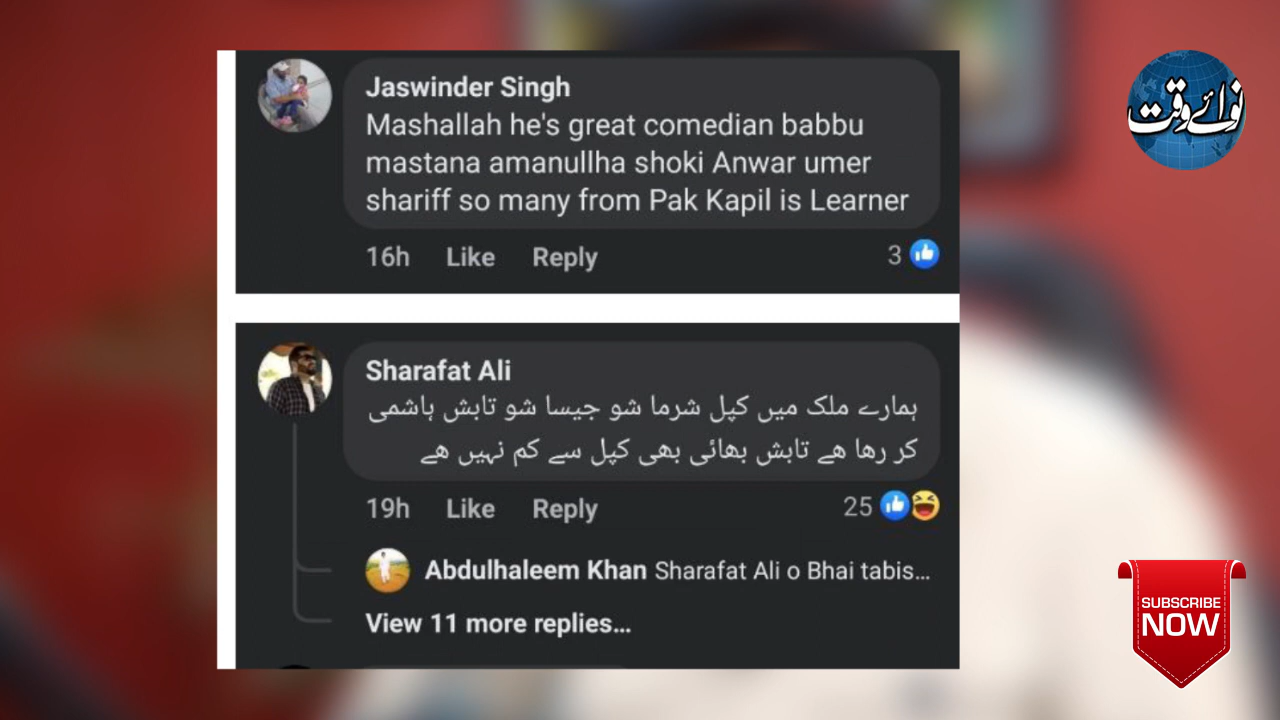 Jaswinder Singh
Mashallah he's great comedian babbu
mastana amanullha shoki Anwar umer
shariff so many from Pak Kapil is Learner
16h Like Reply 3
نوائے وقت
Sharafat Ali
ہمارے ملک میں کپل شرما شو جیسا شو تابش ہاشمی
کر رھا ھے تابش بھائی بھی کپل سے کم نہیں ھے
19h Like Reply 25
Abdulhaleem Khan Sharafat Ali o Bhai tabis...
View 11 more replies...
SUBSCRIBE
NOW